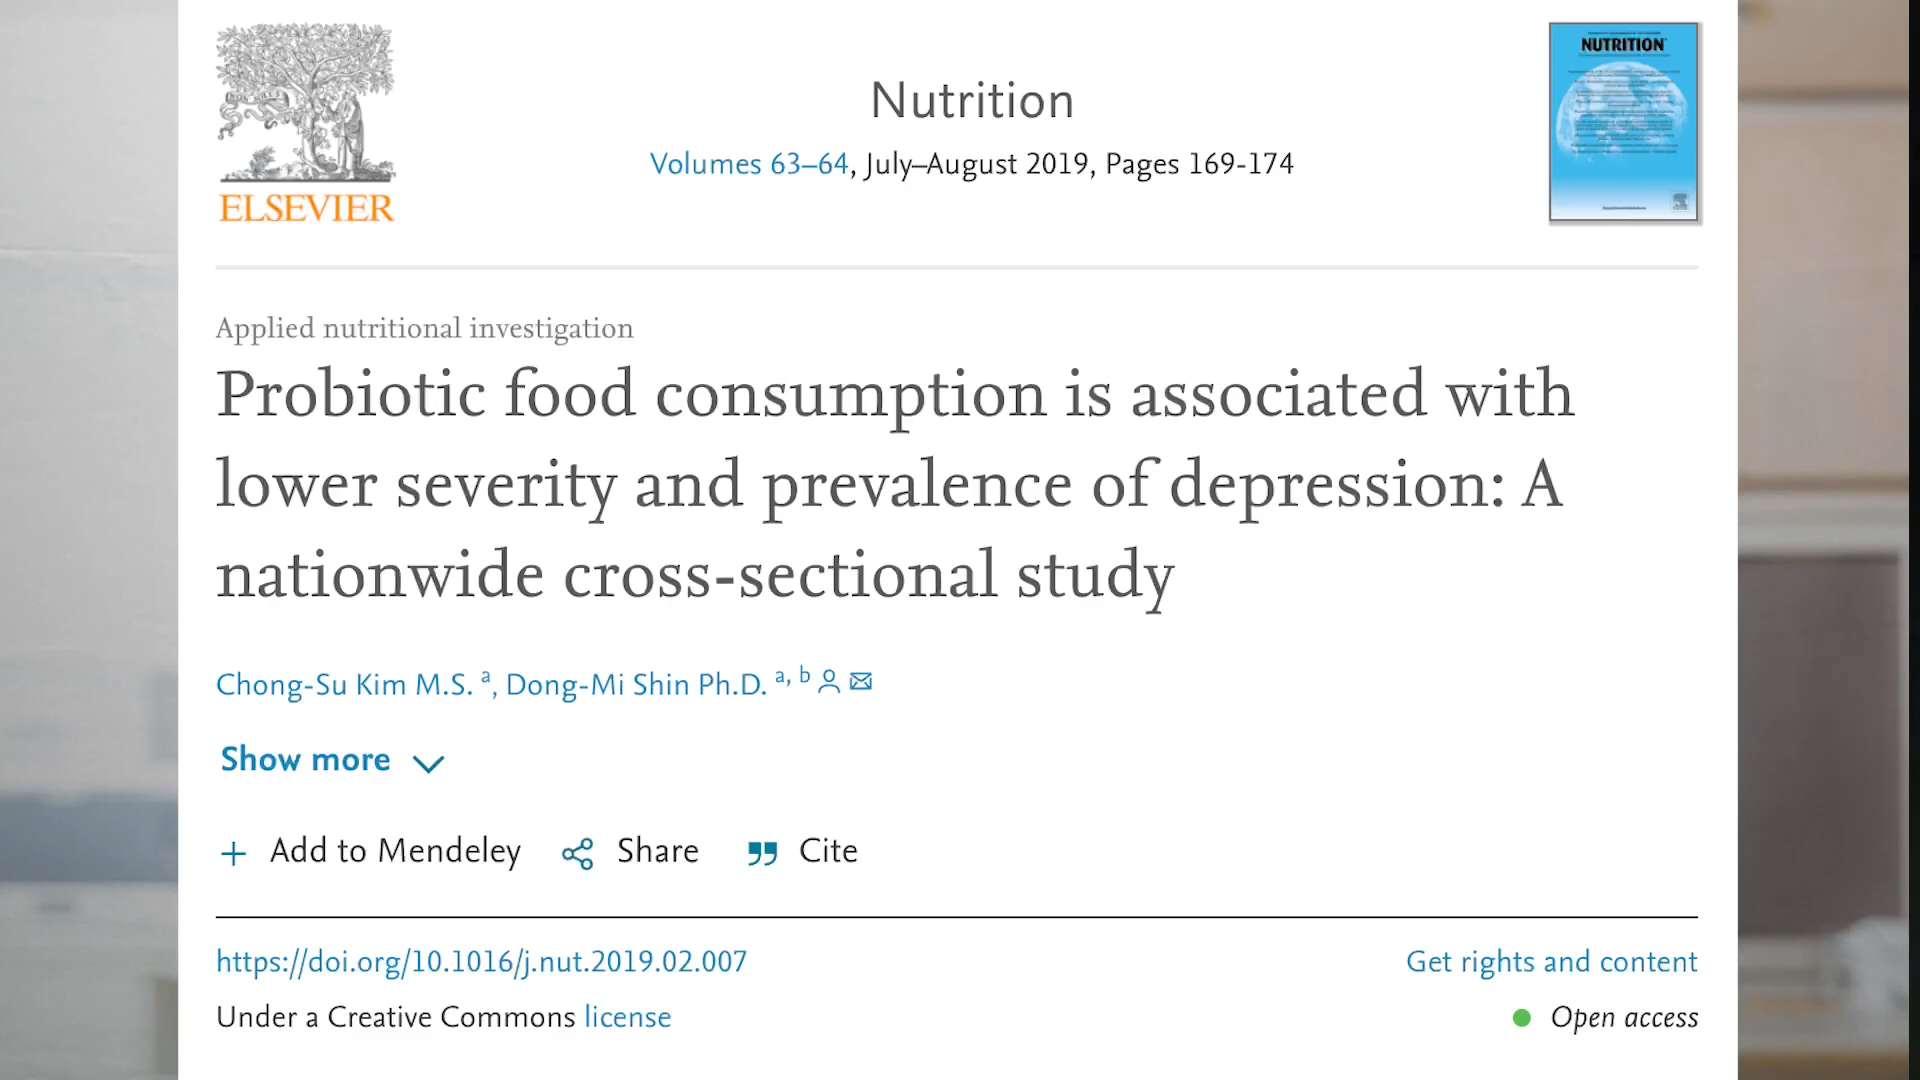 NUTRITION
Nutrition
Volumes 63–64, July–August 2019, Pages 169-174
ELSEVIER
Applied nutritional investigation
Probiotic food consumption is associated with
lower severity and prevalence of depression: A
nationwide cross-sectional study
Chong-Su Kim M.S. a, Dong-Mi Shin Ph.D. a, b
Show more
Add to Mendeley Share Cite
https://doi.org/10.1016/j.nut.2019.02.007 Get rights and content
Under a Creative Commons license Open access